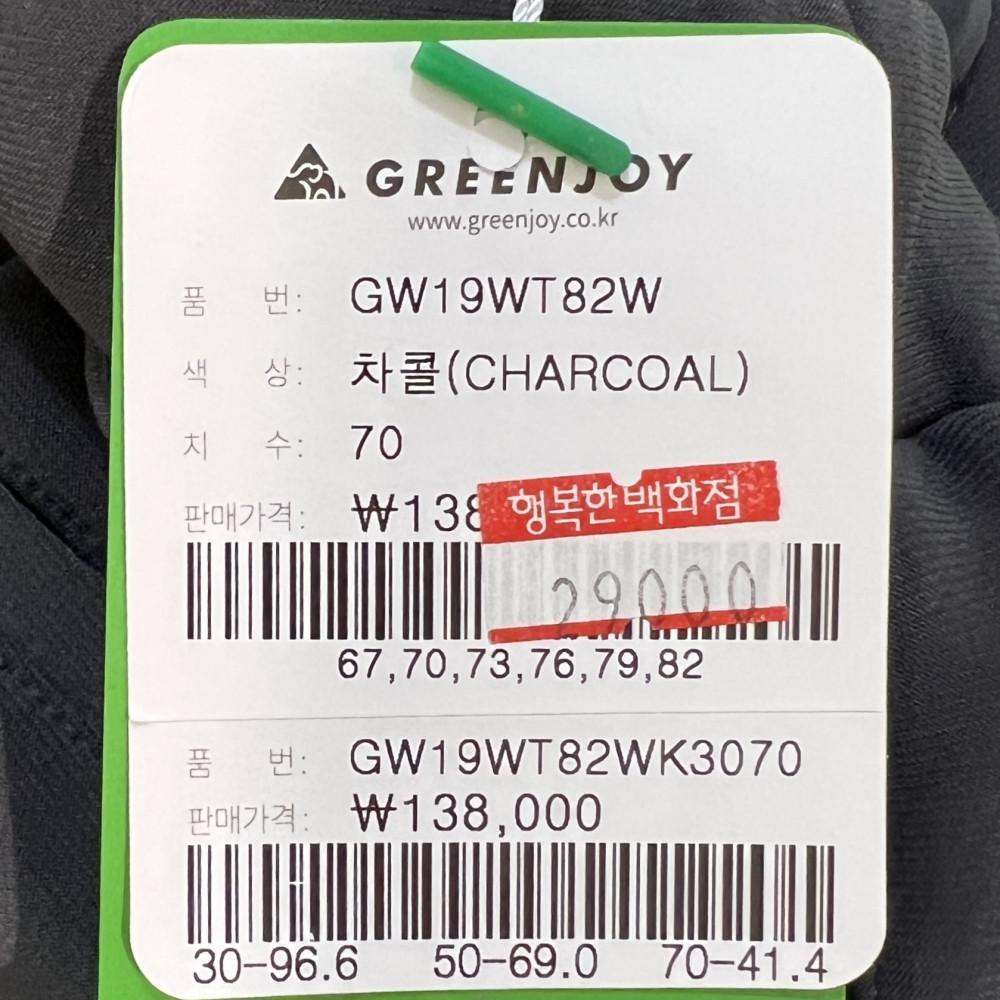 GREENJOY
www.greenjoy.co.kr
품 번: GW19WT82W
색 상: 차콜(CHARCOAL)
치 수: 70
판매가격: ₩138
행복한백화점
29000
67,70,73,76,79,82
품 번: GW19WT82WK3070
판매가격: ₩138,000
30-96.6 50-69.0 70-41.4